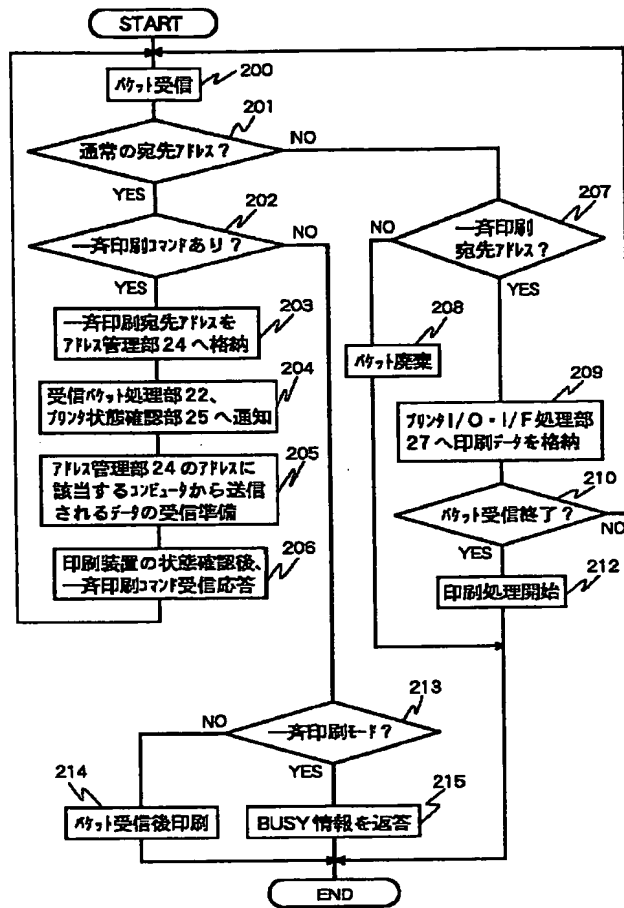 START
パケット受信
200
201
通常の宛先アドレス?
NO
YES
202
一斉印刷コマンドあり?
NO
YES
203
一斉印刷宛先アドレスを
アドレス管理部24へ格納
204
受信パケット処理部22、
プリンタ状態確認部25へ通知
205
アドレス管理部24のアドレスに
該当するコンピュータから送信
されるデータの受信準備
206
印刷装置の状態確認後、
一斉印刷コマンド受信応答
207
一斉印刷
宛先アドレス?
NO
YES
208
パケット廃棄
209
プリンタI/O・I/F処理部
27へ印刷データを格納
210
パケット受信終了?
NO
YES
212
印刷処理開始
213
一斉印刷モード?
NO
YES
214
パケット受信後印刷
215
BUSY情報を返答
END